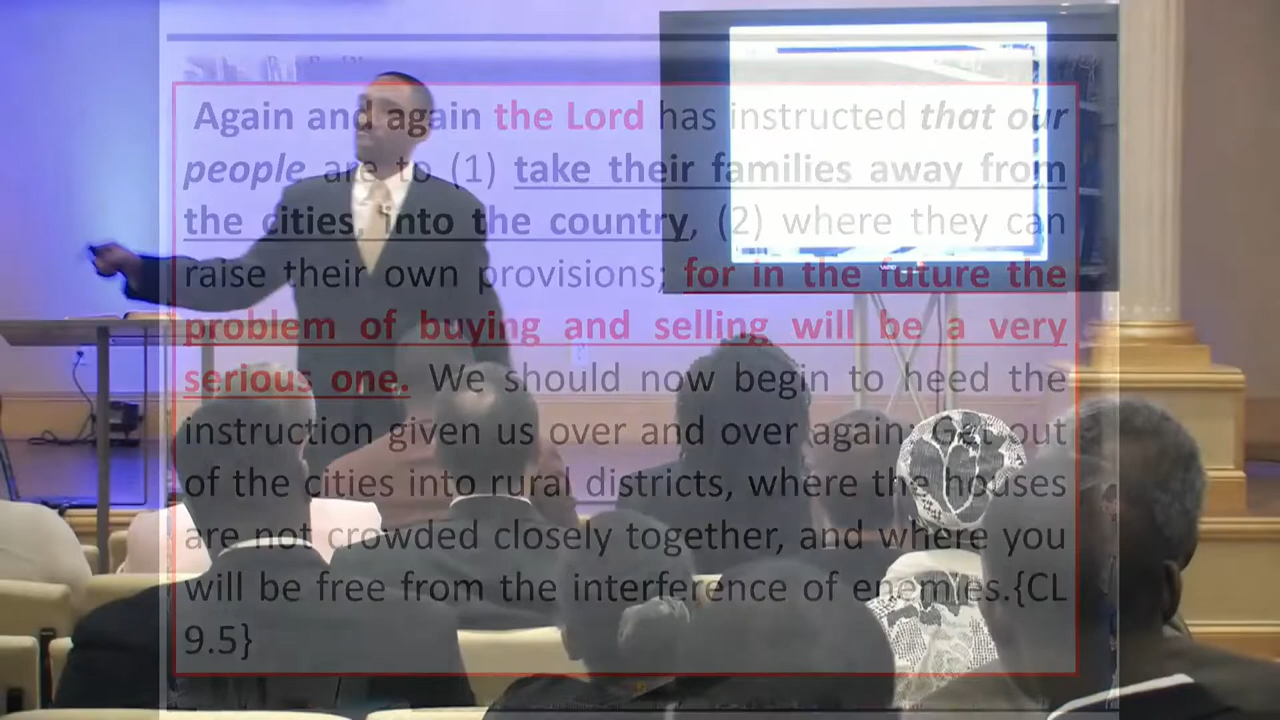 Again and again the Lord has instructed that our
people are to (1) take their families away from
the cities, into the country, (2) where they can
raise their own provisions; for in the future the
problem of buying and selling will be a very
serious one. We should now begin to heed the
instruction given us over and over again: Get out
of the cities into rural districts, where the houses
are not crowded closely together, and where you
will be free from the interference of enemies.{CL
9.5}